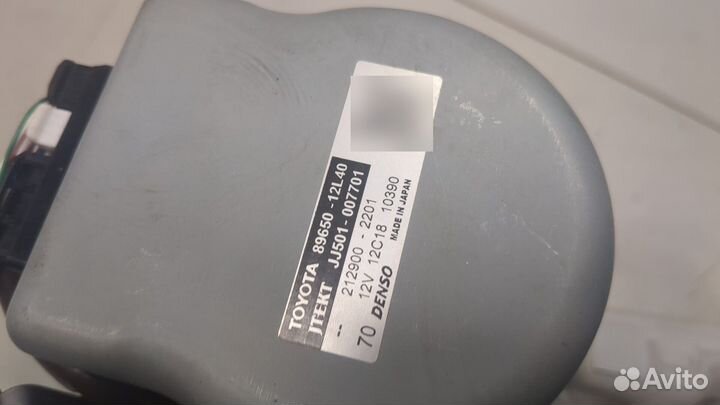 TOYOTA 89650-12L40
JTEKT JJ501-007701
-- 212900-2201
12V 12C18 10390
70 DENSO MADE IN JAPAN
Avito